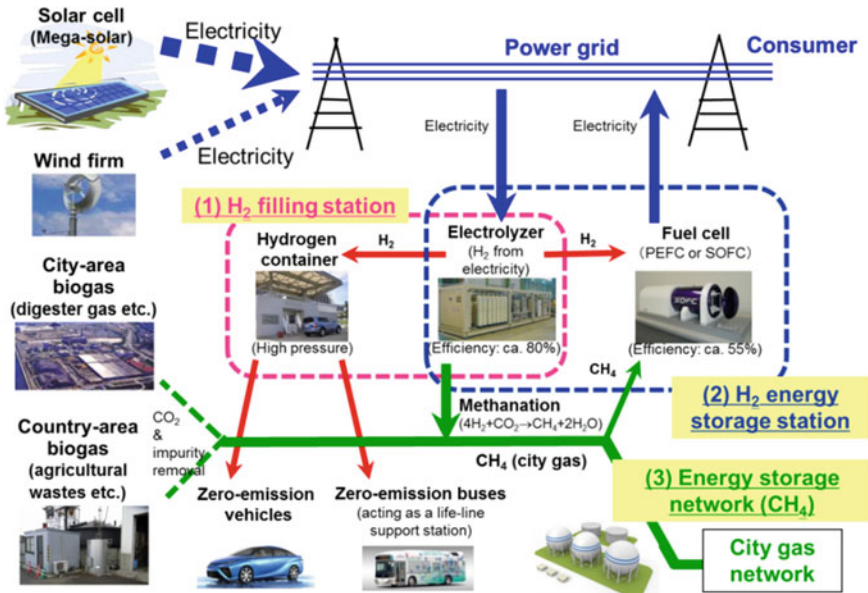 Solar cell
(Mega-solar)
Electricity
Power grid
Consumer
Electricity
Electricity
Electricity
Wind firm
(1) H₂ filling station
Hydrogen
container
H₂
Electrolyzer
(H₂ from
electricity)
H₂
Fuel cell
(PEFC or SOFC)
City-area
biogas
(digester gas etc.)
SOFC
(High pressure)
(Efficiency: ca. 80%)
(Efficiency: ca. 55%)
CH₄
(2) H₂ energy
storage station
Methanation
(4H₂+CO₂→CH₄+2H₂O)
CO₂
&
impurity
removal
Country-area
biogas
(agricultural
wastes etc.)
CH₄ (city gas)
(3) Energy storage
network (CH₄)
Zero-emission
vehicles
Zero-emission buses
(acting as a life-line
support station)
City gas
network